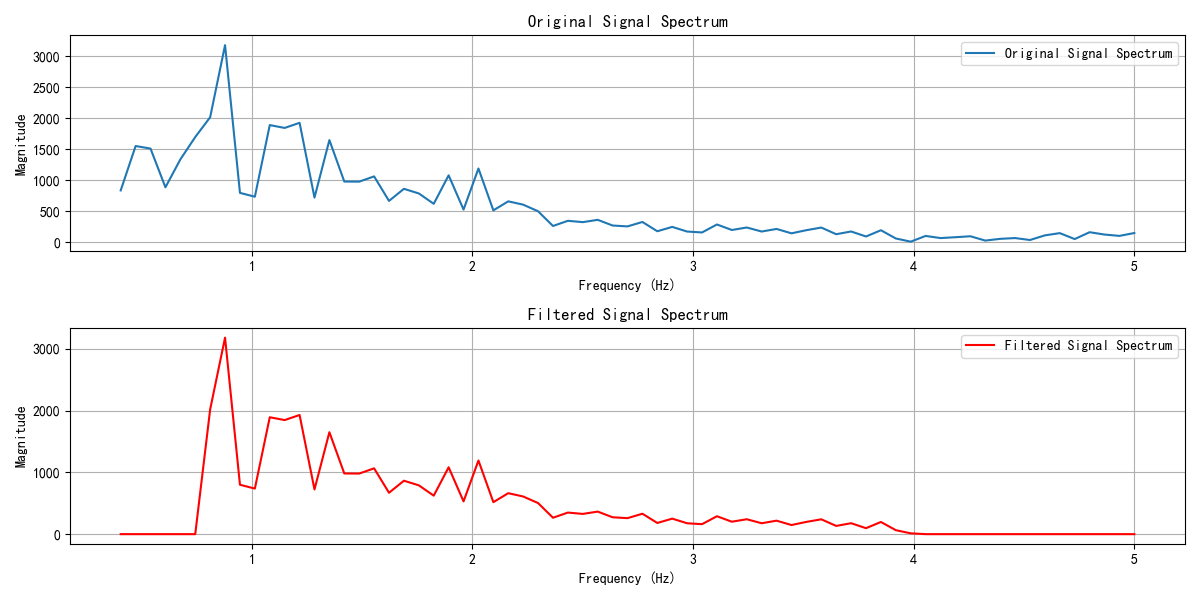 Original Signal Spectrum
Original Signal Spectrum
3000
2500
2000
1500
1000
500
0
Magnitude
1 2 3 4 5
Frequency (Hz)
Filtered Signal Spectrum
Filtered Signal Spectrum
3000
2000
1000
0
Magnitude
1 2 3 4 5
Frequency (Hz)